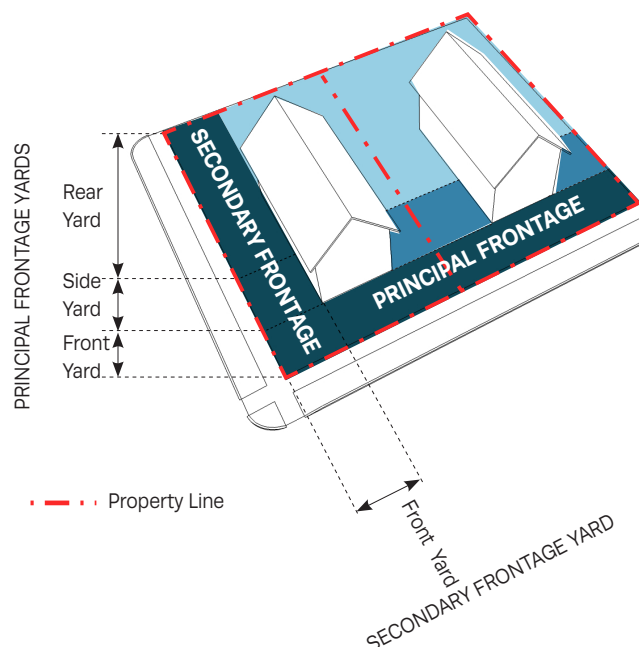 PRINCIPAL FRONTAGE YARDS
Rear
Yard
Side
Yard
Front
Yard
SECONDARY FRONTAGE
PRINCIPAL FRONTAGE
Property Line
Front Yard
SECONDARY FRONTAGE YARD